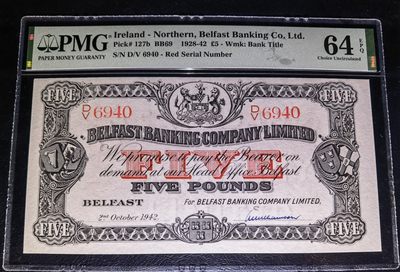 PMG
PAPER MONEY GUARANTY
Ireland - Northern, Belfast Banking Co, Ltd.
Pick# 127b BB69 1928-42 £5 - Wmk: Bank Title
S/N D/V 6940 - Red Serial Number
64 EPQ
Choice Uncirculated
FIVE
FIVE
D/V 6940
D/V 6940
BELFAST BANKING COMPANY LIMITED
FIVE
We promise to pay the Bearer on
demand at our Head Office Belfast
FIVE POUNDS
BELFAST
For BELFAST BANKING COMPANY LIMITED.
2nd October 1942.
FIVE
FIVE